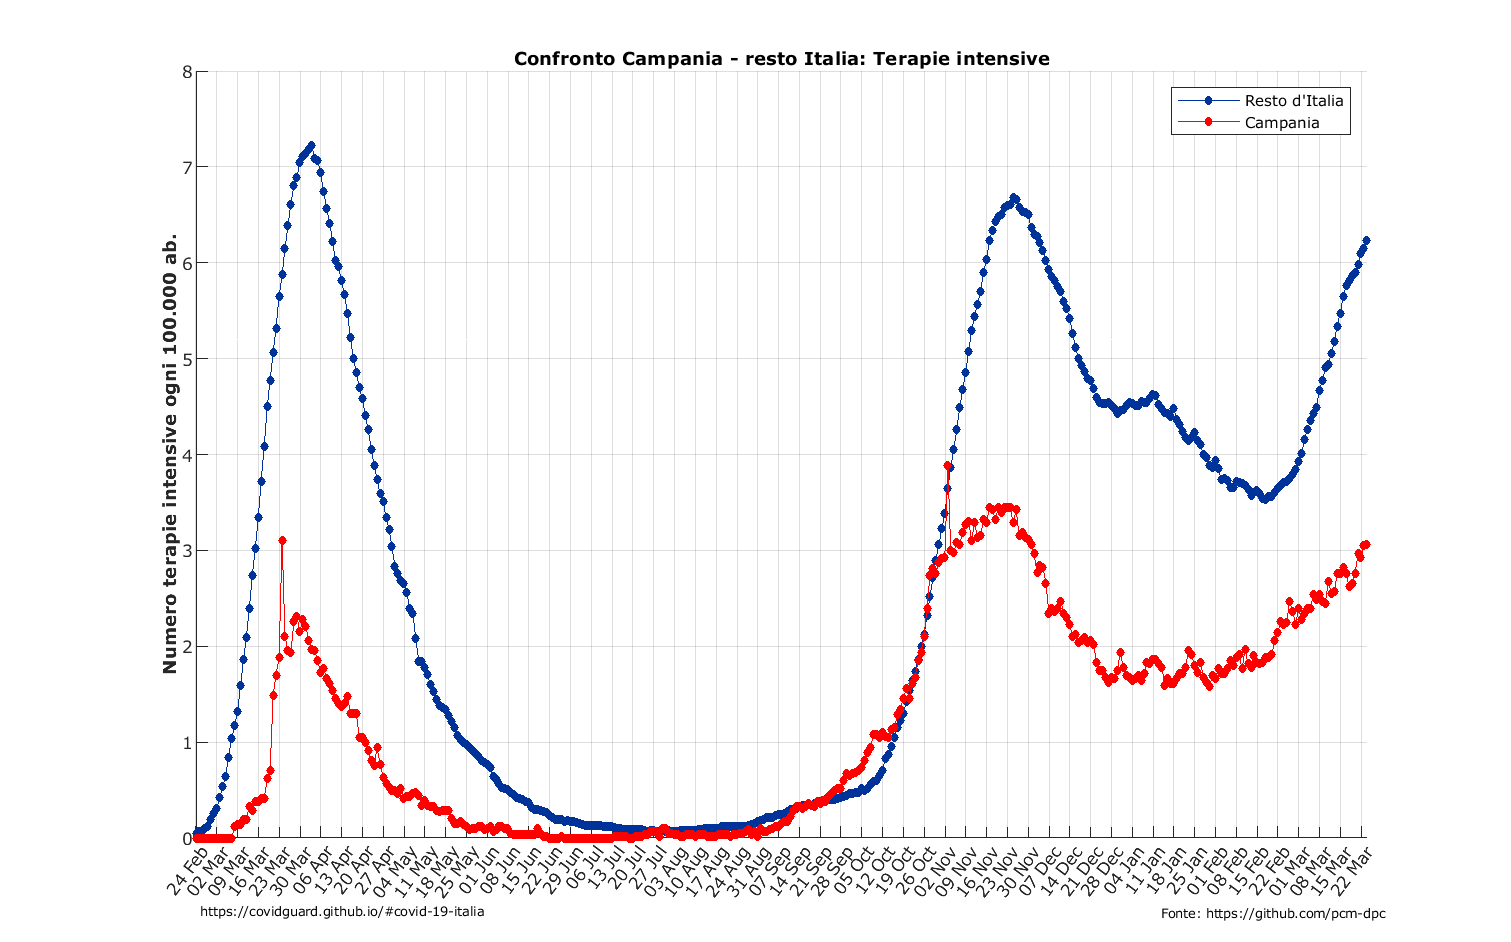 Confronto Campania - resto Italia: Terapie intensive
Resto d'Italia
Campania
Numero terapie intensive ogni 100.000 ab.
8
7
6
5
4
3
2
1
0
24 Feb
02 Mar
09 Mar
16 Mar
23 Mar
30 Mar
06 Apr
13 Apr
20 Apr
27 Apr
04 May
11 May
18 May
25 May
01 Jun
08 Jun
15 Jun
22 Jun
29 Jun
06 Jul
13 Jul
20 Jul
27 Jul
03 Aug
10 Aug
17 Aug
24 Aug
31 Aug
07 Sep
14 Sep
21 Sep
28 Sep
05 Oct
12 Oct
19 Oct
26 Oct
02 Nov
09 Nov
16 Nov
23 Nov
30 Nov
07 Dec
14 Dec
21 Dec
28 Dec
04 Jan
11 Jan
18 Jan
25 Jan
01 Feb
08 Feb
15 Feb
22 Feb
01 Mar
08 Mar
15 Mar
22 Mar
https://covidguard.github.io/#covid-19-italia
Fonte: https://github.com/pcm-dpc